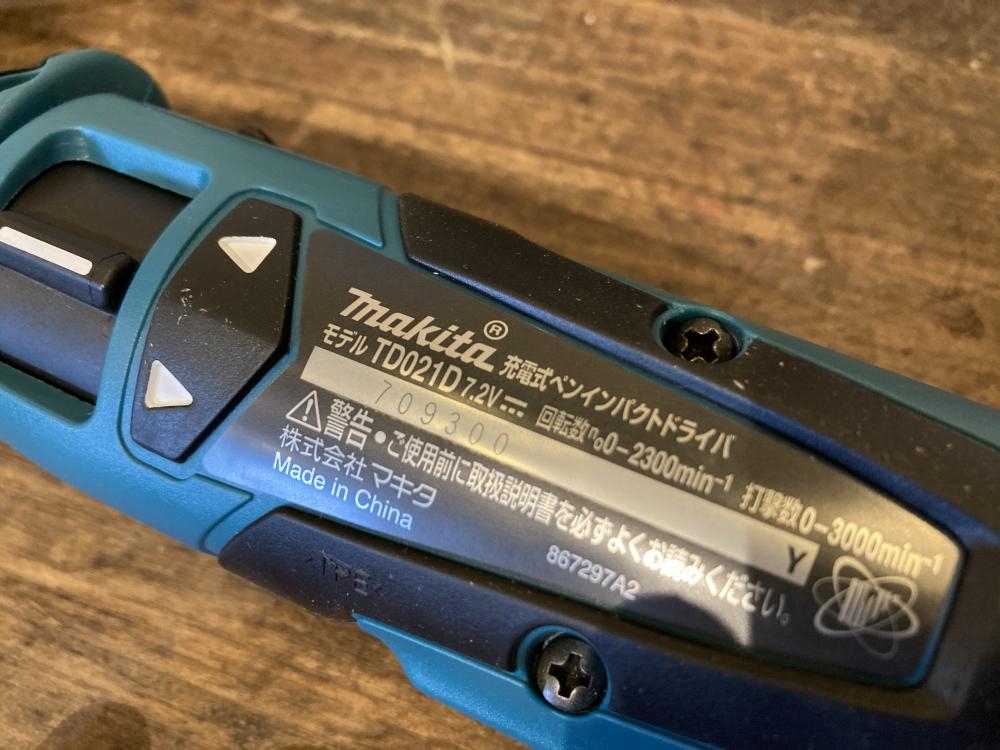 makita®
充電式ペンインパクトドライバ
モデル TD021D 7.2V⎓ 回転数n₀0-2300min⁻¹ 打撃数0-3000min⁻¹
709300 Y
⚠警告●ご使用前に取扱説明書を必ずよくお読みください。
株式会社 マキタ
Made in China
867297A2
>TPE<